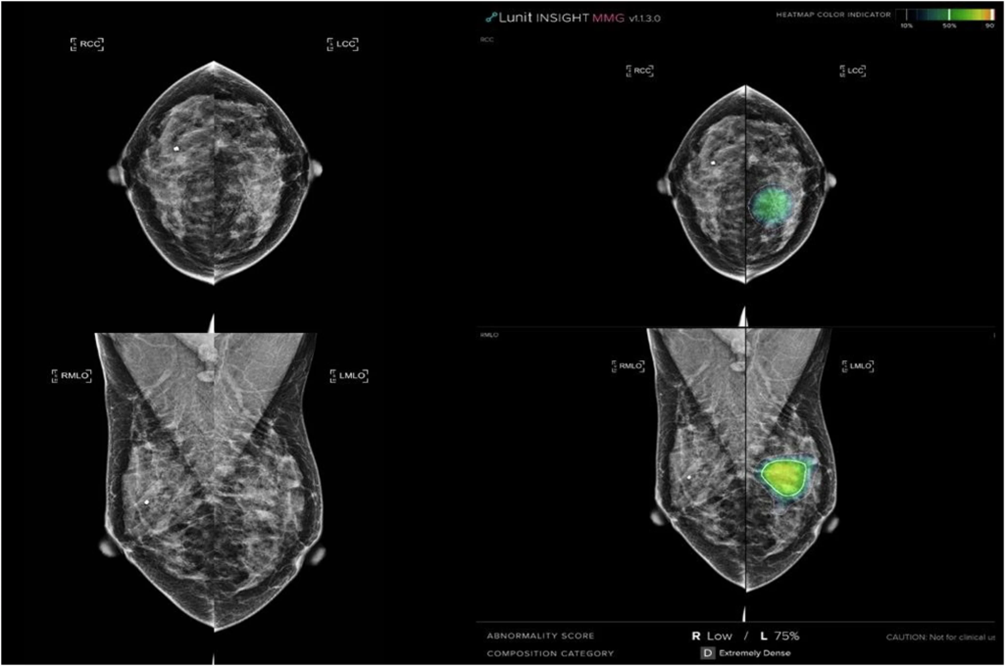 RCC
LCC
RMLO
LMLO
Lunit INSIGHT MMG v1.1.3.0
HEATMAP COLOR INDICATOR
10% 50% 90
RCC
RCC
LCC
RMLO
RMLO
LMLO
ABNORMALITY SCORE R Low / L 75% CAUTION: Not for clinical us
COMPOSITION CATEGORY D Extremely Dense